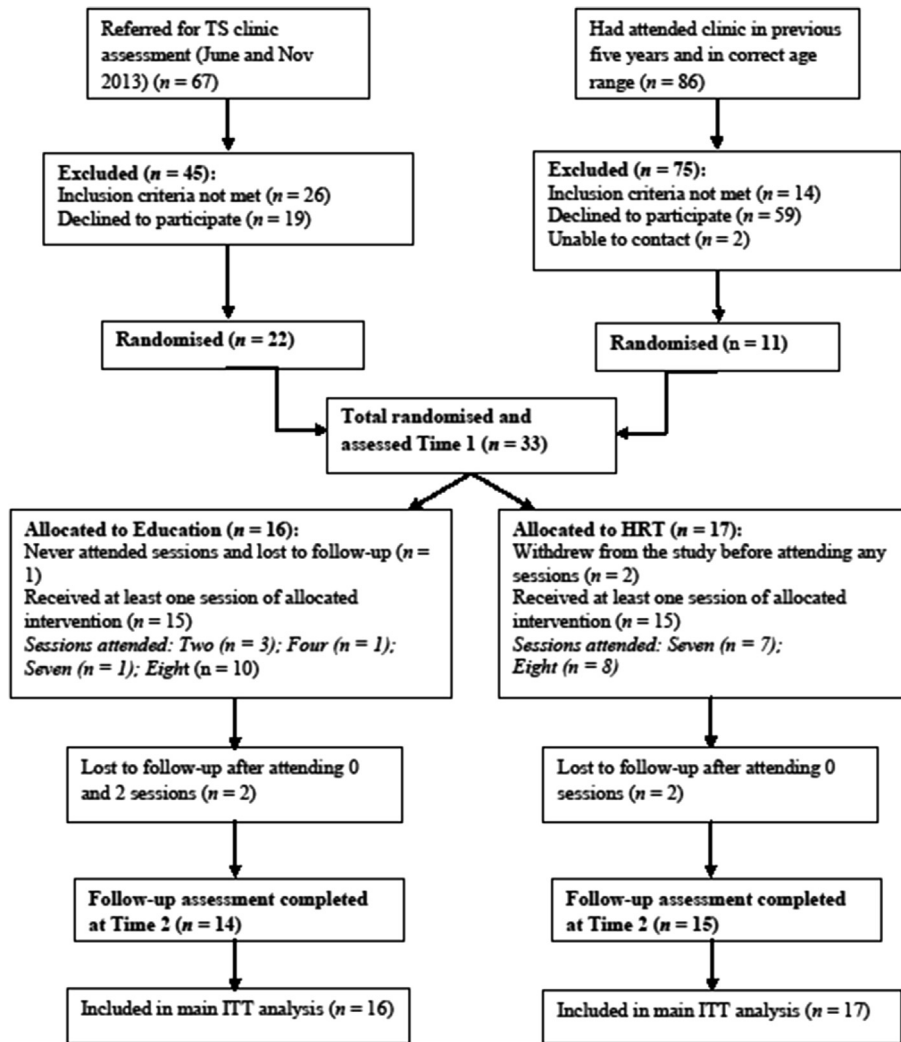 Referred for TS clinic
assessment (June and Nov
2013) (n = 67)
Had attended clinic in previous
five years and in correct age
range (n = 86)
Excluded (n = 45):
Inclusion criteria not met (n = 26)
Declined to participate (n = 19)
Excluded (n = 75):
Inclusion criteria not met (n = 14)
Declined to participate (n = 59)
Unable to contact (n = 2)
Randomised (n = 22)
Randomised (n = 11)
Total randomised and
assessed Time 1 (n = 33)
Allocated to Education (n = 16):
Never attended sessions and lost to follow-up (n =
1)
Received at least one session of allocated
intervention (n = 15)
Sessions attended: Two (n = 3); Four (n = 1);
Seven (n = 1); Eight (n = 10)
Allocated to HRT (n = 17):
Withdrew from the study before attending any
sessions (n = 2)
Received at least one session of allocated
intervention (n = 15)
Sessions attended: Seven (n = 7);
Eight (n = 8)
Lost to follow-up after attending 0
and 2 sessions (n = 2)
Lost to follow-up after attending 0
sessions (n = 2)
Follow-up assessment completed
at Time 2 (n = 14)
Follow-up assessment completed
at Time 2 (n = 15)
Included in main ITT analysis (n = 16)
Included in main ITT analysis (n = 17)